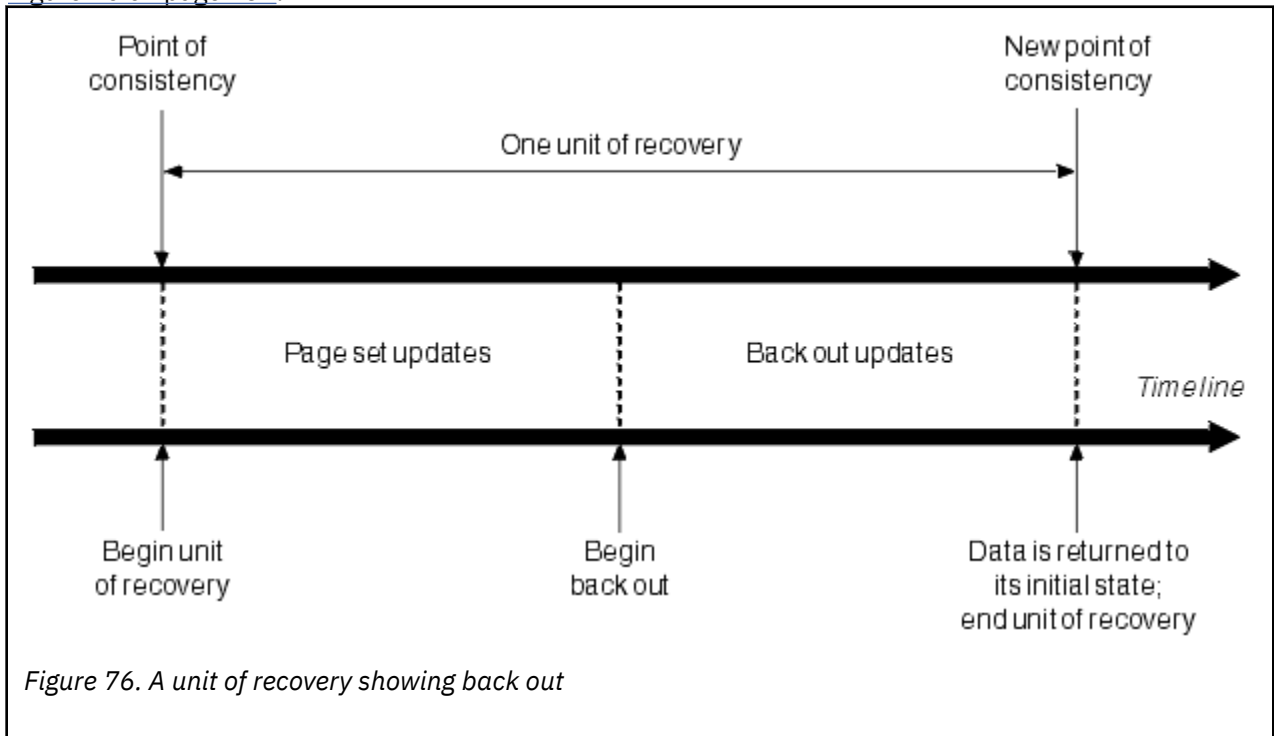 Point of
consistency
New point of
consistency
One unit of recovery
Page set updates
Back out updates
Timeline
Begin unit
of recovery
Begin
back out
Data is returned to
its initial state;
end unit of recovery
Figure 76. A unit of recovery showing back out